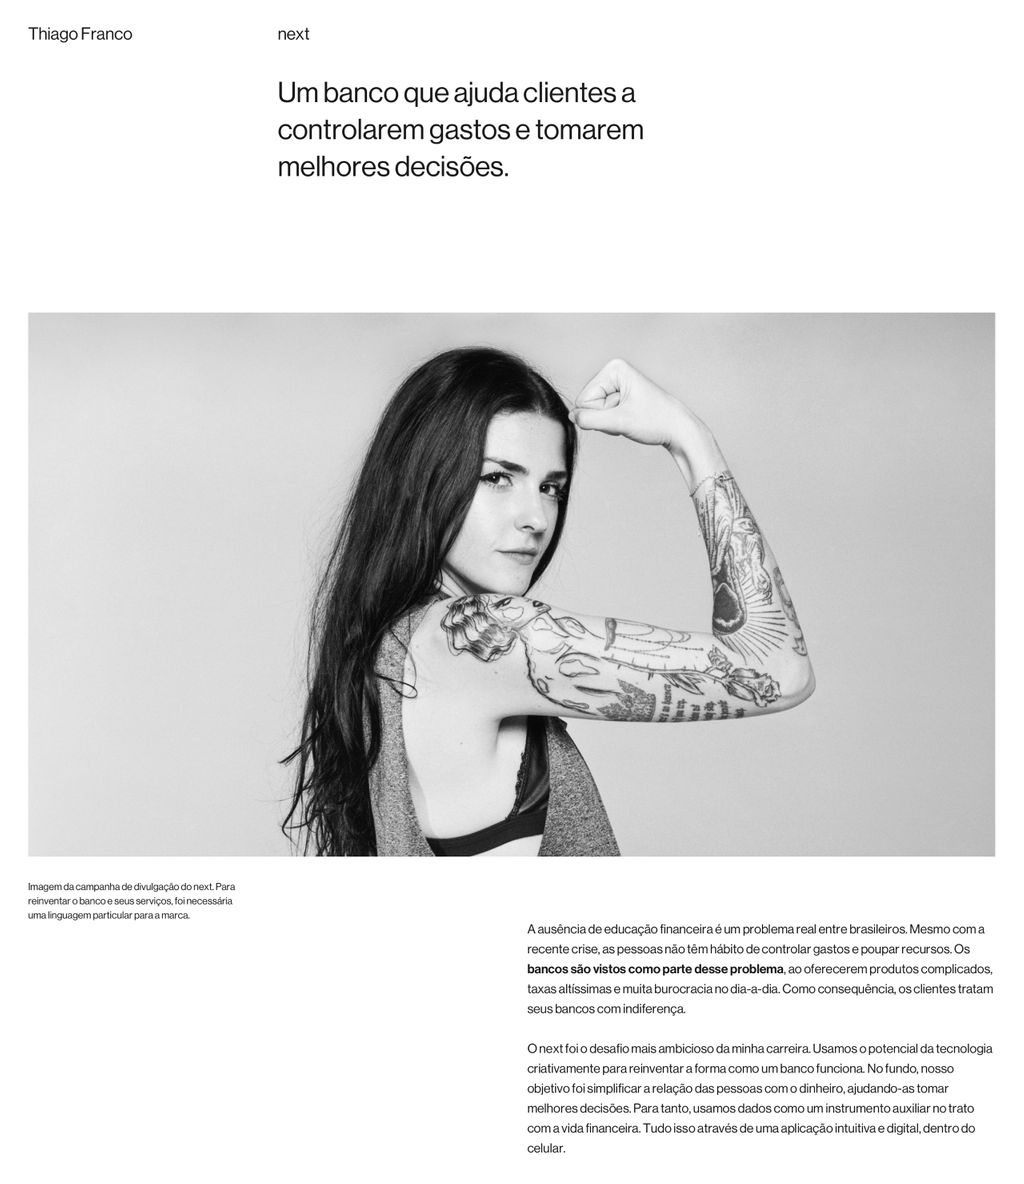 Thiago Franco
next
Um banco que ajuda clientes a
controlarem gastos e tomarem
melhores decisões.
Imagem da campanha de divulgação do next. Para
reinventar o banco e seus serviços, foi necessária
uma linguagem particular para a marca.
A ausência de educação financeira é um problema real entre brasileiros. Mesmo com a
recente crise, as pessoas não têm hábito de controlar gastos e poupar recursos. Os
bancos são vistos como parte desse problema, ao oferecerem produtos complicados,
taxas altíssimas e muita burocracia no dia-a-dia. Como consequência, os clientes tratam
seus bancos com indiferença.
O next foi o desafio mais ambicioso da minha carreira. Usamos o potencial da tecnologia
criativamente para reinventar a forma como um banco funciona. No fundo, nosso
objetivo foi simplificar a relação das pessoas com o dinheiro, ajudando-as tomar
melhores decisões. Para tanto, usamos dados como um instrumento auxiliar no trato
com a vida financeira. Tudo isso através de uma aplicação intuitiva e digital, dentro do
celular.